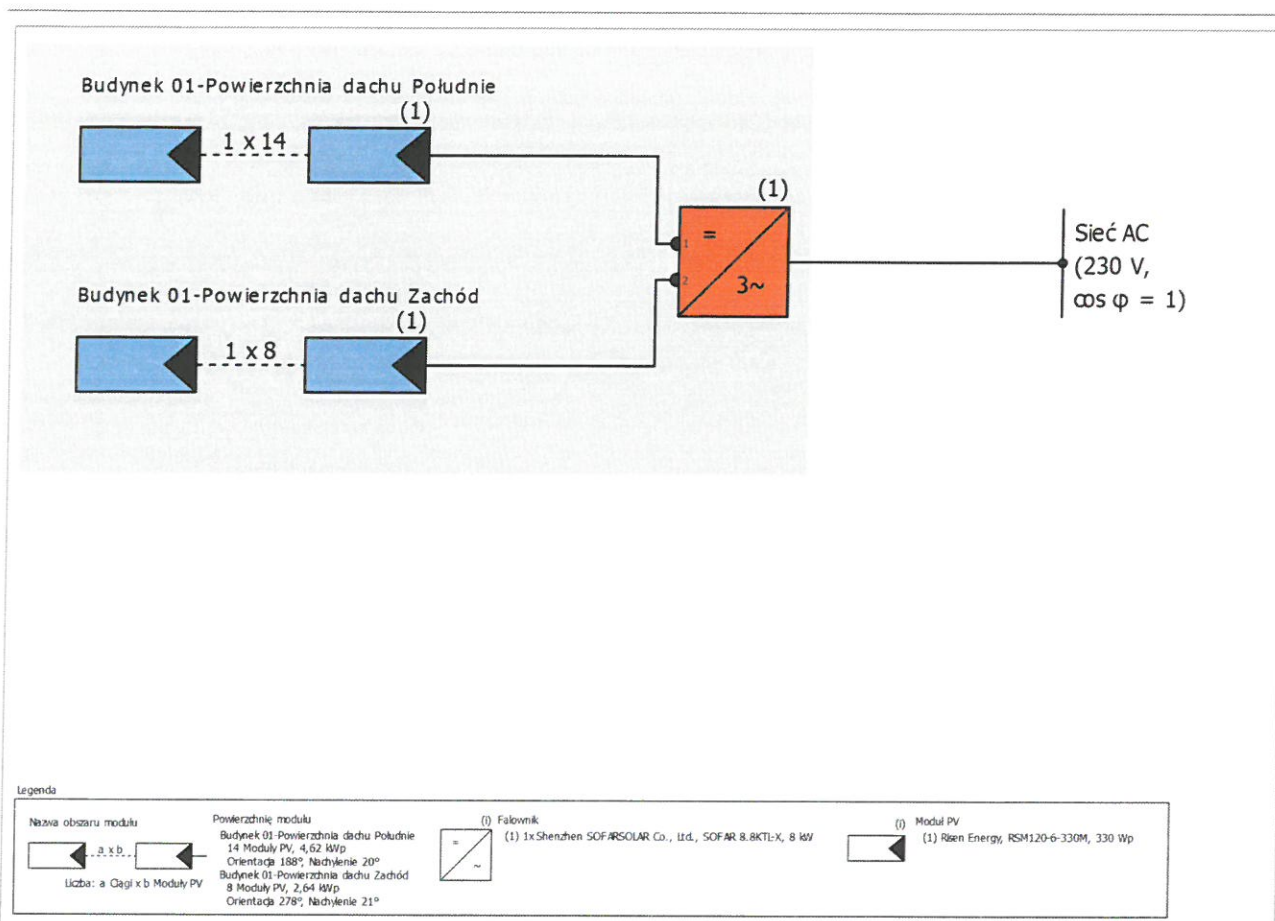 Budynek 01-Powierzchnia dachu Południe
(1)
1 x 14
(1)
=
1
2
3~
Sieć AC
(230 V,
cos φ = 1)
Budynek 01-Powierzchnia dachu Zachód
(1)
1 x 8
Legenda
Nazwa obszaru modułu
a x b
Liczba: a Ciągi x b Moduły PV
Powierzchnię modułu
Budynek 01-Powierzchnia dachu Południe
14 Moduły PV, 4,62 kWp
Orientacja 188°, Nachylenie 20°
Budynek 01-Powierzchnia dachu Zachód
8 Moduły PV, 2,64 kWp
Orientacja 278°, Nachylenie 21°
(i) Falownik
=
~
(1) 1x Shenzhen SOFARSOLAR Co., Ltd., SOFAR 8.8KTL-X, 8 kW
(i) Moduł PV
(1) Risen Energy, RSM120-6-330M, 330 Wp